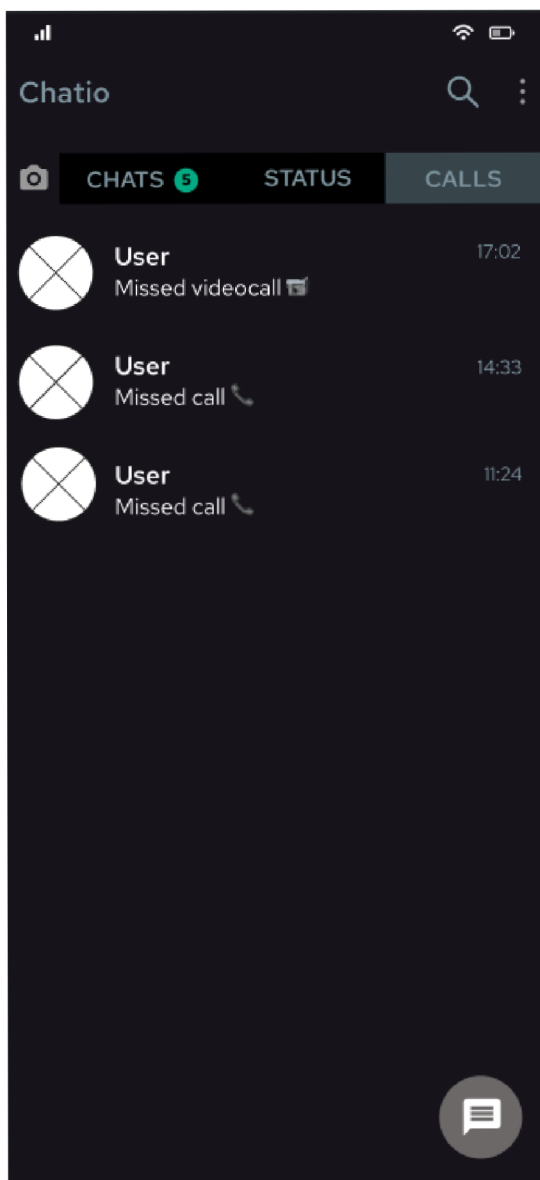 Chatio
CHATS 5 STATUS CALLS
User 17:02
Missed videocall
User 14:33
Missed call
User 11:24
Missed call